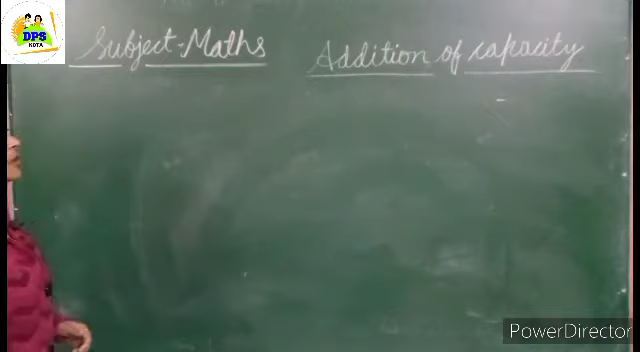 DPS
KOTA
Subject-Maths
Addition of capacity
PowerDirector